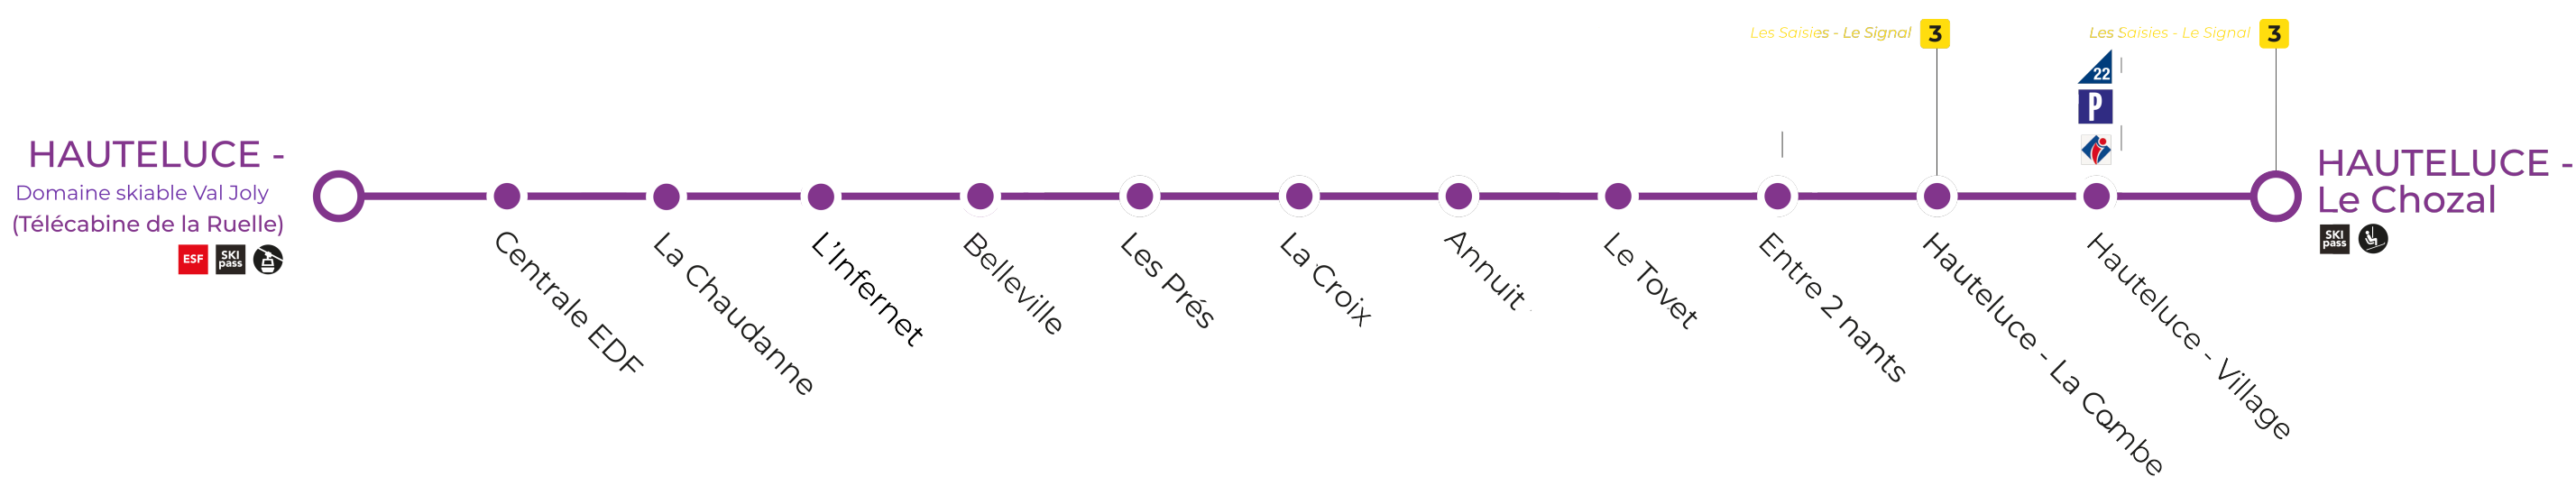 Les Saisies - Le Signal 3
Les Saisies - Le Signal 3
22
P
HAUTELUCE -
Domaine skiable Val Joly
(Télécabine de la Ruelle)
ESF SKI pass
Centrale EDF
La Chaudanne
L’Infernet
Belleville
Les Prés
La Croix
Annuit
Le Tovet
Entre 2 nants
Hauteluce - La Combe
Hauteluce - Village
HAUTELUCE -
Le Chozal
SKI pass